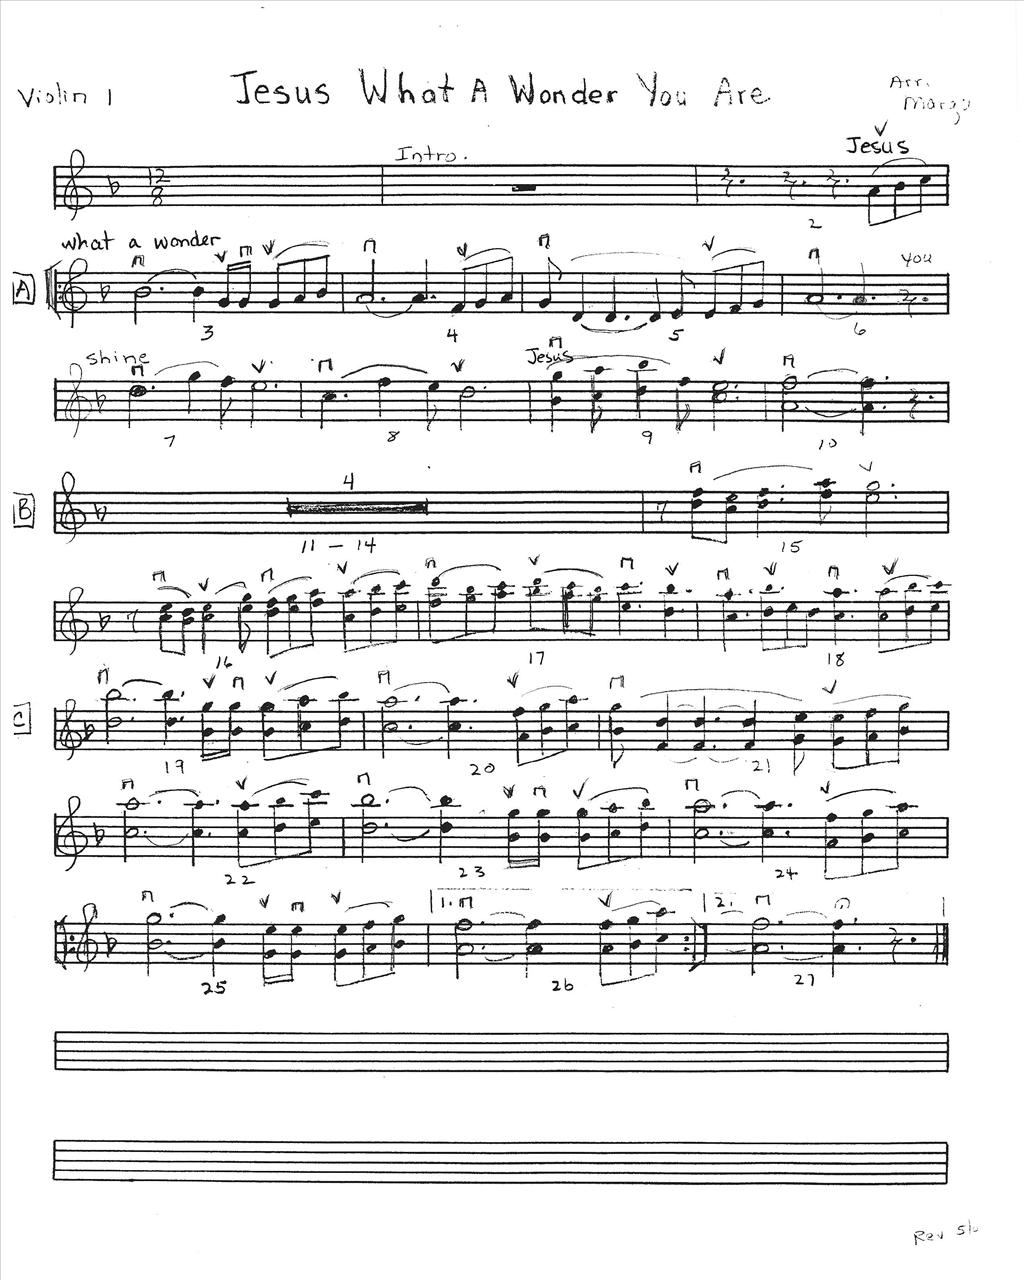 Violin 1 Jesus What A Wonder You Are Arr. Margy
Intro. Jesus
12
8
2
what a wonder you
A
3 4 5 6
shine Jesus
7 8 9 10
B 4
11 - 14 15
16 17 18
C
19 20 21
22 23 24
1. 2.
25 26 27
Rev